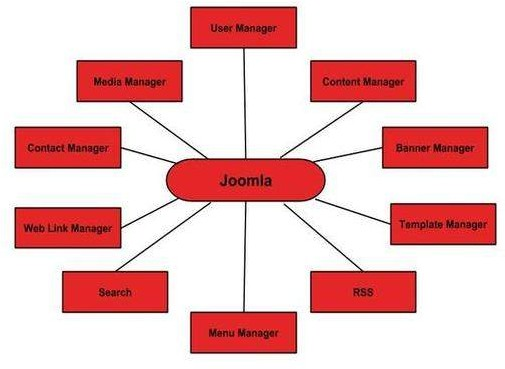 User Manager
Media Manager
Content Manager
Contact Manager
Banner Manager
Joomla
Web Link Manager
Template Manager
Search
RSS
Menu Manager